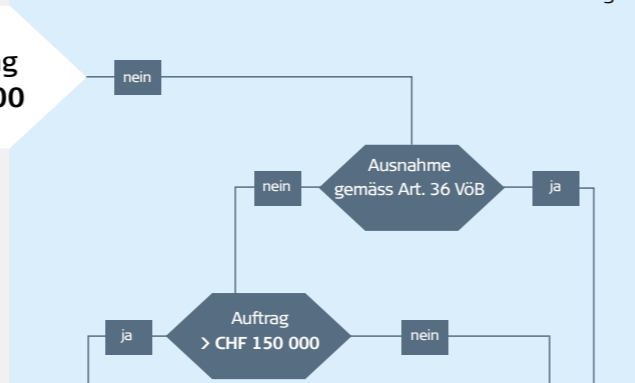 g
00
nein
Ausnahme
gemäss Art. 36 VöB
nein
ja
Auftrag
> CHF 150 000
ja
nein